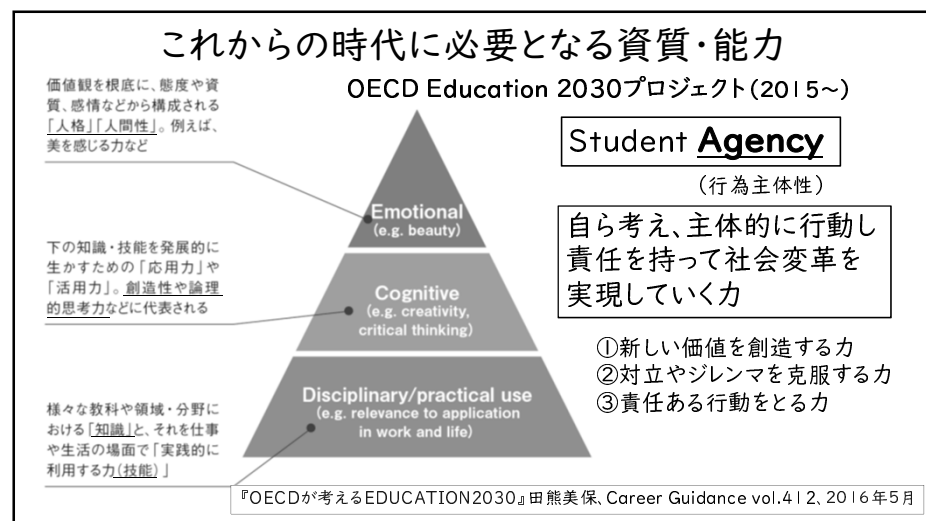 これからの時代に必要となる資質・能力
OECD Education 2030プロジェクト(2015~)
価値観を根底に、態度や資
質、感情などから構成される
「人格」「人間性」。例えば、
美を感じる力など
下の知識・技能を発展的に
生かすための「応用力」や
「活用力」。創造性や論理
的思考力などに代表される
様々な教科や領域・分野に
おける「知識」と、それを仕事
や生活の場面で「実践的に
利用する力(技能)」
Emotional
(e.g. beauty)
Cognitive
(e.g. creativity,
critical thinking)
Disciplinary/practical use
(e.g. relevance to application
in work and life)
Student Agency
(行為主体性)
自ら考え、主体的に行動し
責任を持って社会変革を
実現していく力
①新しい価値を創造する力
②対立やジレンマを克服する力
③責任ある行動をとる力
『OECDが考えるEDUCATION2030』田熊美保、Career Guidance vol.412、2016年5月